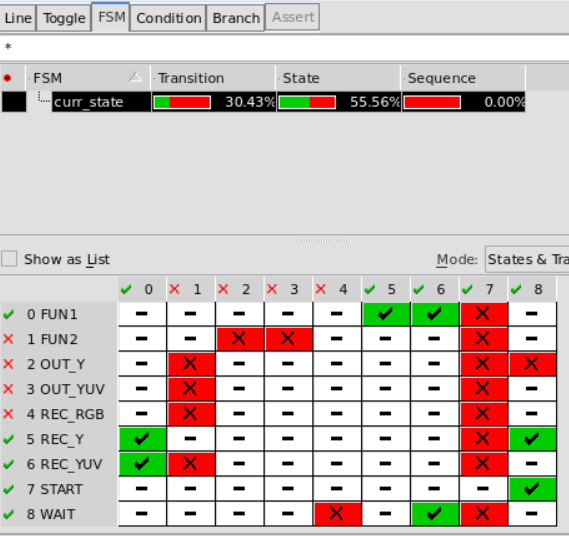 Line Toggle FSM Condition Branch Assert
*
FSM Transition State Sequence
curr_state 30.43% 55.56% 0.00%
Show as List Mode: States & Tra
0 1 2 3 4 5 6 7 8
0 FUN1
1 FUN2
2 OUT_Y
3 OUT_YUV
4 REC_RGB
5 REC_Y
6 REC_YUV
7 START
8 WAIT